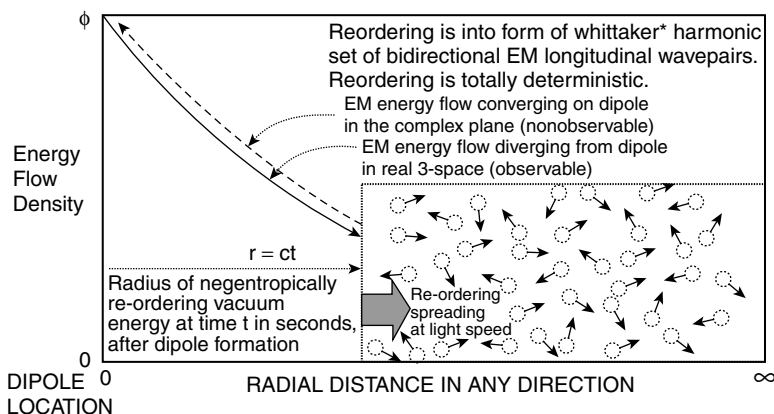 ϕ
Reordering is into form of whittaker* harmonic
set of bidirectional EM longitudinal wavepairs.
Reordering is totally deterministic.
EM energy flow converging on dipole
in the complex plane (nonobservable)
EM energy flow diverging from dipole
in real 3-space (observable)
Energy
Flow
Density
r = ct
Radius of negentropically
re-ordering vacuum
energy at time t in seconds,
after dipole formation
Re-ordering
spreading
at light speed
0
DIPOLE
LOCATION
0
RADIAL DISTANCE IN ANY DIRECTION
∞